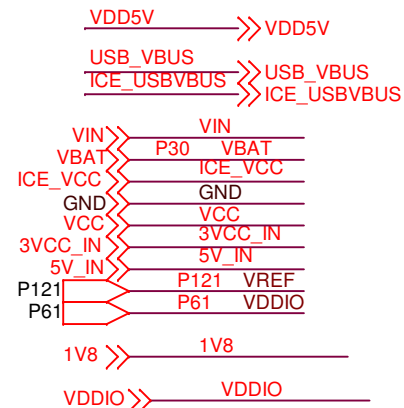 VDD5V VDD5V
USB_VBUS USB_VBUS
ICE_USBVBUS ICE_USBVBUS
VIN VIN
VBAT P30 VBAT
ICE_VCC ICE_VCC
GND GND
VCC VCC
3VCC_IN 3VCC_IN
5V_IN 5V_IN
P121 P121 VREF
P61 P61 VDDIO
1V8 1V8
VDDIO VDDIO